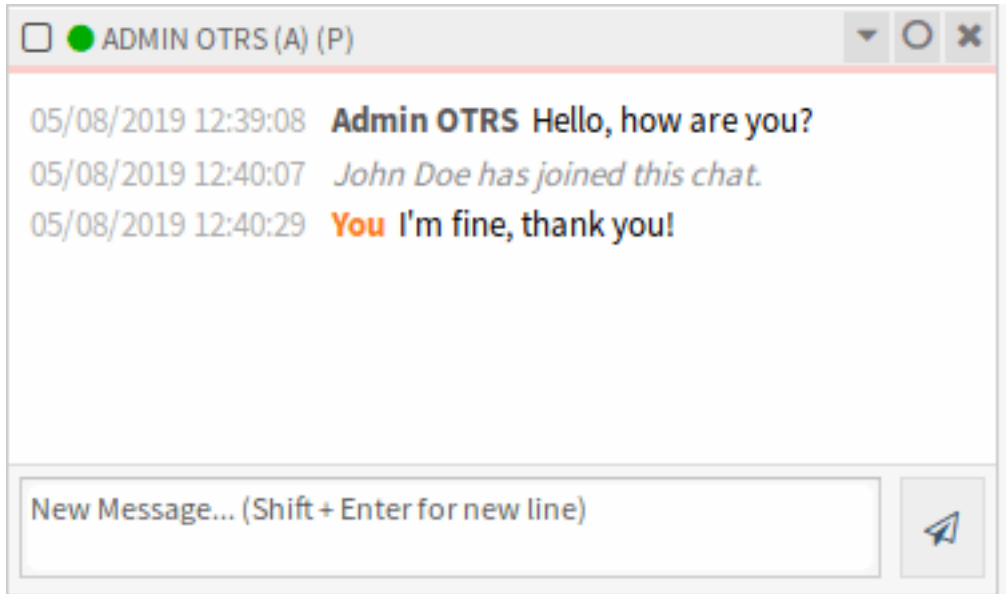 ADMIN OTRS (A) (P)
05/08/2019 12:39:08 Admin OTRS Hello, how are you?
05/08/2019 12:40:07 John Doe has joined this chat.
05/08/2019 12:40:29 You I'm fine, thank you!
New Message... (Shift + Enter for new line)